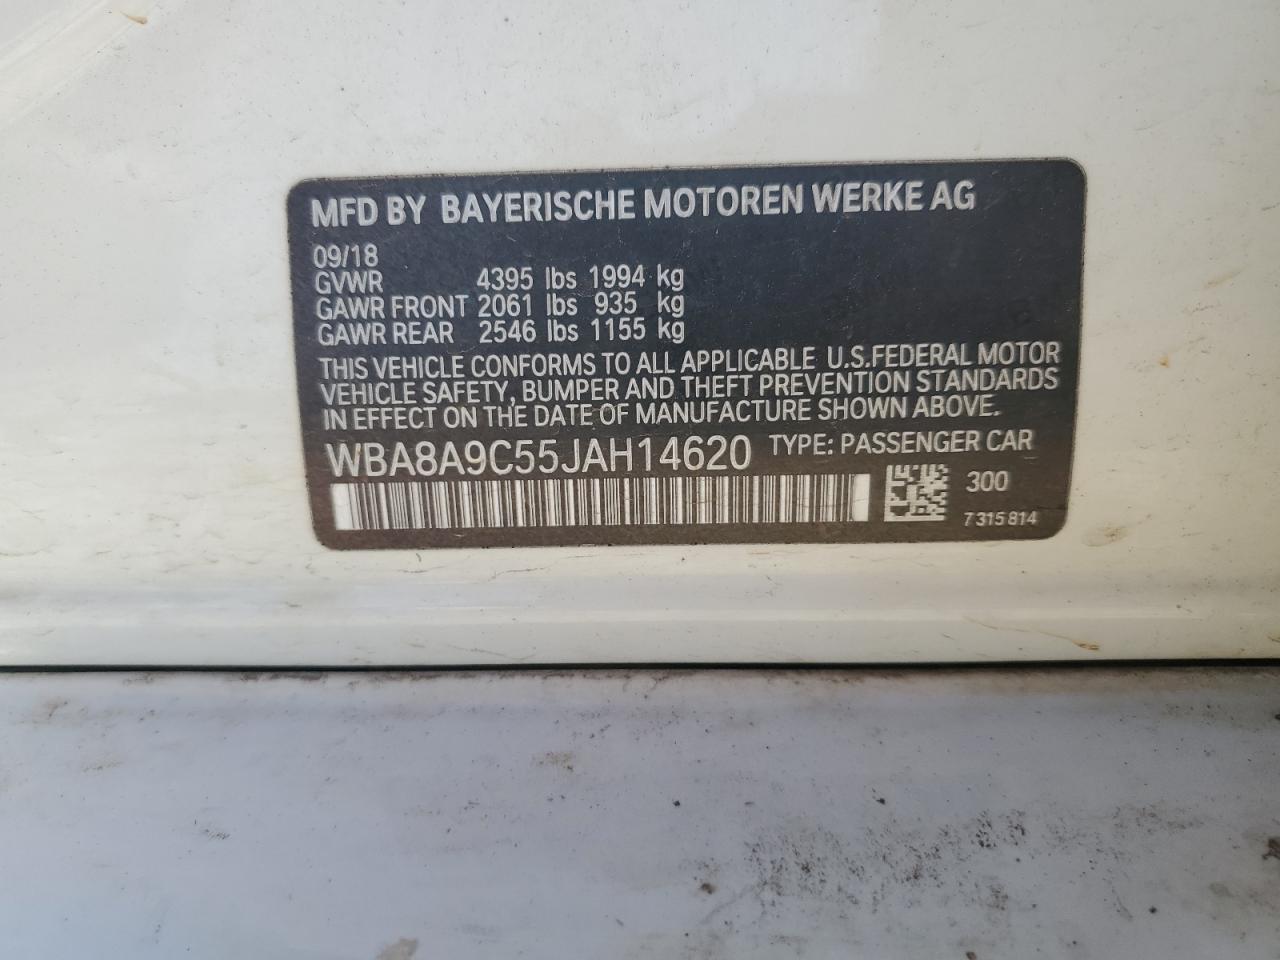 MFD BY BAYERISCHE MOTOREN WERKE AG
09/18
GVWR 4395 lbs 1994 kg
GAWR FRONT 2061 lbs 935 kg
GAWR REAR 2546 lbs 1155 kg
THIS VEHICLE CONFORMS TO ALL APPLICABLE U.S.FEDERAL MOTOR
VEHICLE SAFETY, BUMPER AND THEFT PREVENTION STANDARDS
IN EFFECT ON THE DATE OF MANUFACTURE SHOWN ABOVE.
WBA8A9C55JAH14620 TYPE: PASSENGER CAR
300
7 315 814